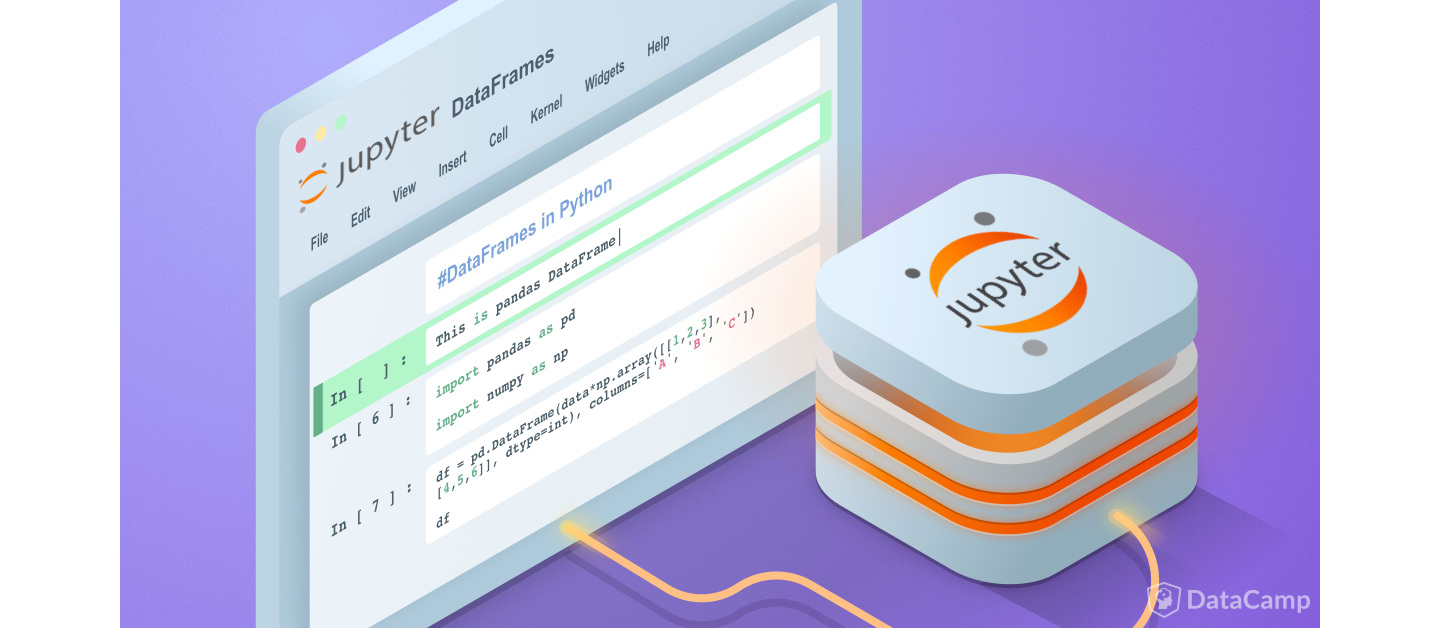 jupyter DataFrames
File Edit View Insert Cell Kernel Widgets Help
#DataFrames in Python
In [ ] : This is pandas DataFrame|
In [ 6 ] : import pandas as pd
import numpy as np
In [ 7 ] : df = pd.DataFrame(data*np.array([[1,2,3],
[4,5,6]], dtype=int), columns=['A', 'B', 'C'])
df
jupyter
DataCamp